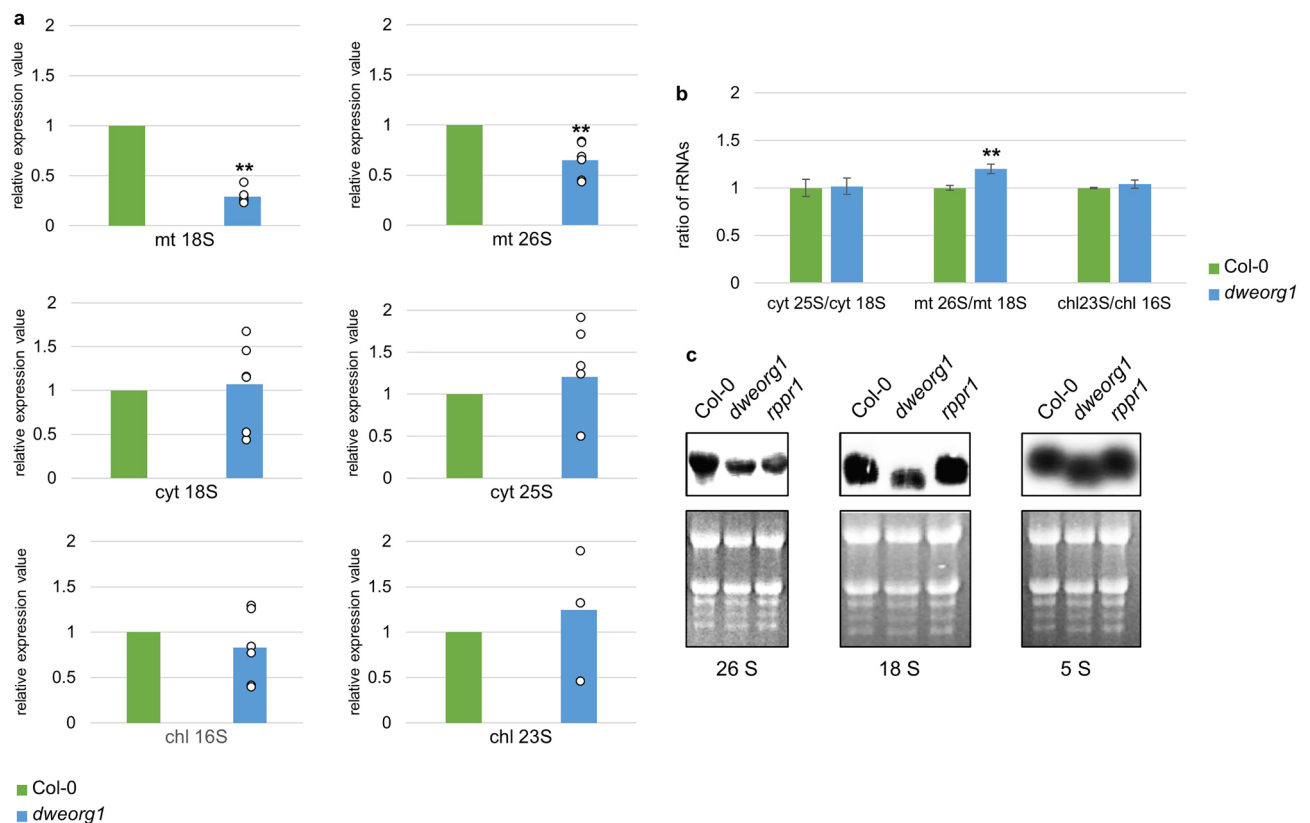 a
2
1.5
1
0.5
0
relative expression value
**
mt 18S
2
1.5
1
0.5
0
relative expression value
**
mt 26S
2
1.5
1
0.5
0
relative expression value
cyt 18S
2
1.5
1
0.5
0
relative expression value
cyt 25S
2
1.5
1
0.5
0
relative expression value
chl 16S
2
1.5
1
0.5
0
relative expression value
chl 23S
Col-0
dweorg1
b
2
1.5
1
0.5
0
ratio of rRNAs
**
cyt 25S/cyt 18S mt 26S/mt 18S chl23S/chl 16S
Col-0
dweorg1
c
Col-0 dweorg1 rppr1
Col-0 dweorg1 rppr1
Col-0 dweorg1 rppr1
26 S 18 S 5 S